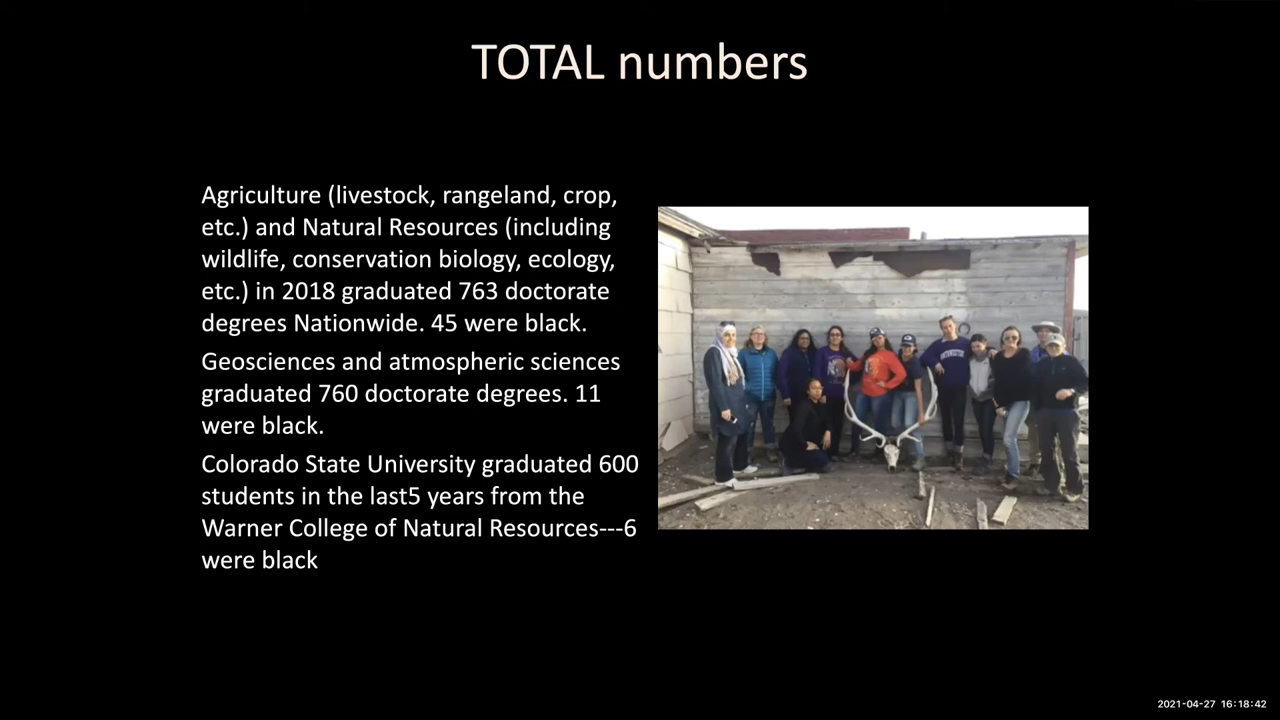 TOTAL numbers
Agriculture (livestock, rangeland, crop,
etc.) and Natural Resources (including
wildlife, conservation biology, ecology,
etc.) in 2018 graduated 763 doctorate
degrees Nationwide. 45 were black.
Geosciences and atmospheric sciences
graduated 760 doctorate degrees. 11
were black.
Colorado State University graduated 600
students in the last5 years from the
Warner College of Natural Resources---6
were black
2021-04-27 16:18:42